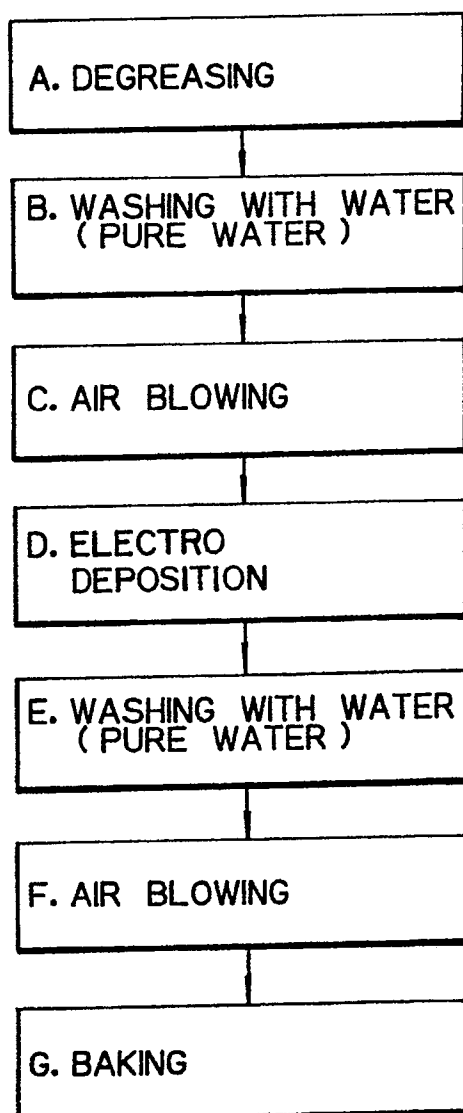 A. DEGREASING
B. WASHING WITH WATER
( PURE WATER )
C. AIR BLOWING
D. ELECTRO
DEPOSITION
E. WASHING WITH WATER
( PURE WATER )
F. AIR BLOWING
G. BAKING